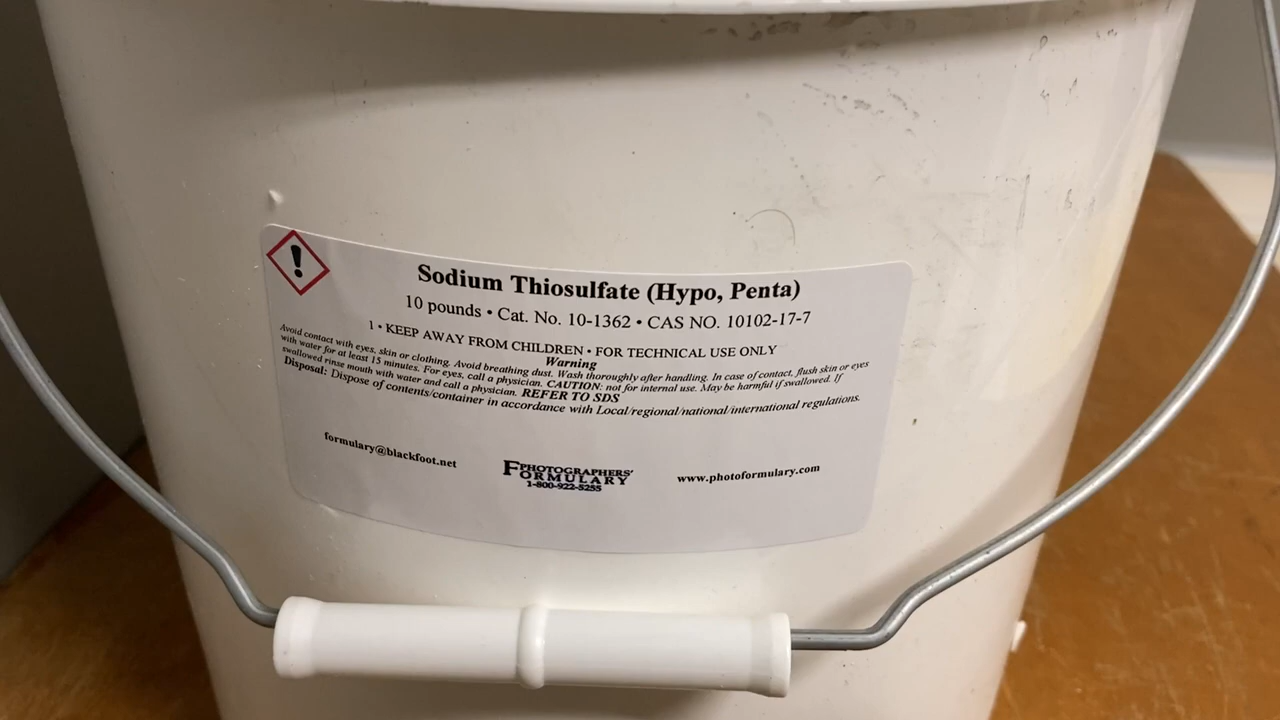 !
Sodium Thiosulfate (Hypo, Penta)
10 pounds • Cat. No. 10-1362 • CAS NO. 10102-17-7
1 • KEEP AWAY FROM CHILDREN • FOR TECHNICAL USE ONLY
Warning
Avoid contact with eyes, skin or clothing. Avoid breathing dust. Wash thoroughly after handling. In case of contact, flush skin or eyes
with water for at least 15 minutes. For eyes, call a physician. CAUTION: not for internal use. May be harmful if swallowed. If
swallowed rinse mouth with water and call a physician. REFER TO SDS
Disposal: Dispose of contents/container in accordance with Local/regional/national/international regulations.
formulary@blackfoot.net
PHOTOGRAPHERS'
FORMULARY
1-800-922-5255
www.photoformulary.com